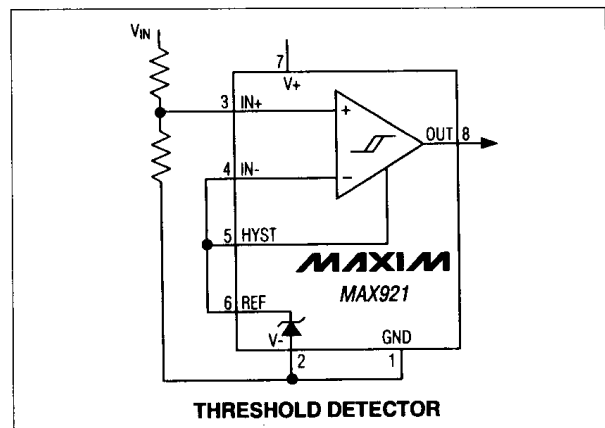 VIN
7
V+
3 IN+
+
OUT 8
4 IN-
−
5 HYST
MAXIM
MAX921
6 REF
V-
GND
2
1
THRESHOLD DETECTOR